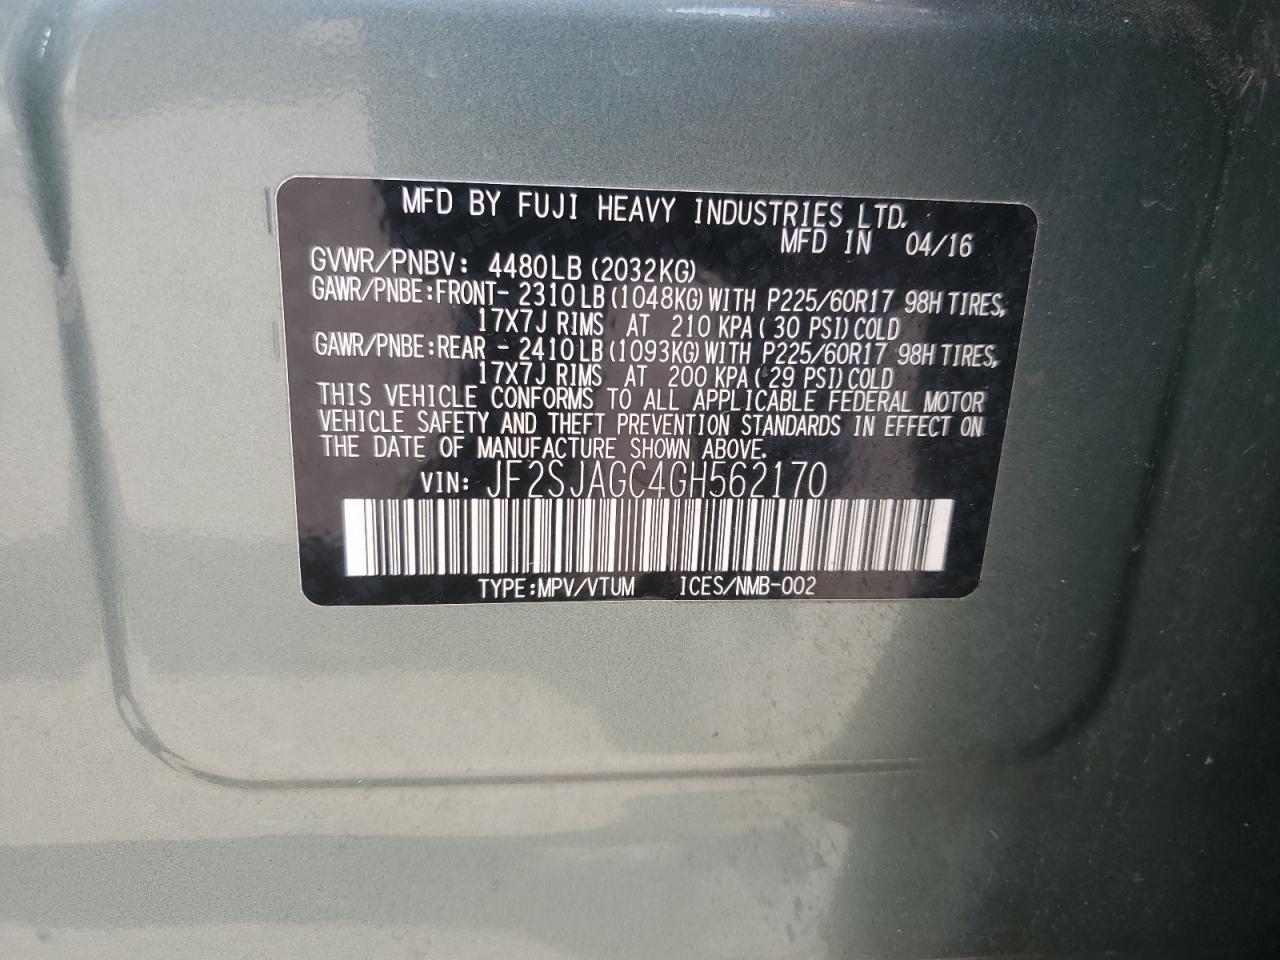 MFD BY FUJI HEAVY INDUSTRIES LTD.
MFD IN 04/16
GVWR/PNBV: 4480LB (2032KG)
GAWR/PNBE:FRONT- 2310LB (1048KG) WITH P225/60R17 98H TIRES,
17X7J RIMS AT 210 KPA ( 30 PSI) COLD
GAWR/PNBE:REAR - 2410LB (1093KG) WITH P225/60R17 98H TIRES,
17X7J RIMS AT 200 KPA ( 29 PSI) COLD
THIS VEHICLE CONFORMS TO ALL APPLICABLE FEDERAL MOTOR
VEHICLE SAFETY AND THEFT PREVENTION STANDARDS IN EFFECT ON
THE DATE OF MANUFACTURE SHOWN ABOVE.
VIN: JF2SJAGC4GH562170
TYPE:MPV/VTUM ICES/NMB-002